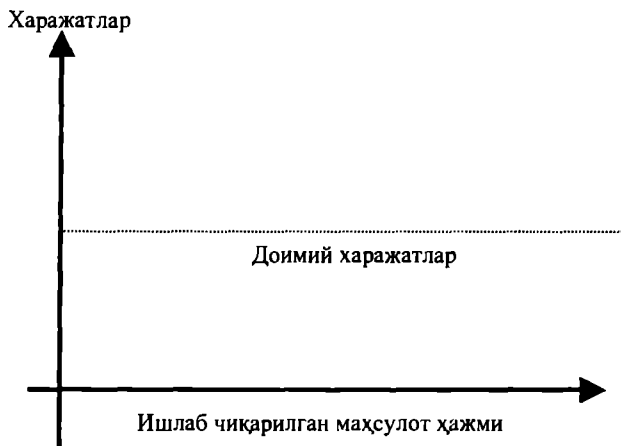 Харажатлар
Доимий харажатлар
Ишлаб чиқарилган маҳсулот ҳажми